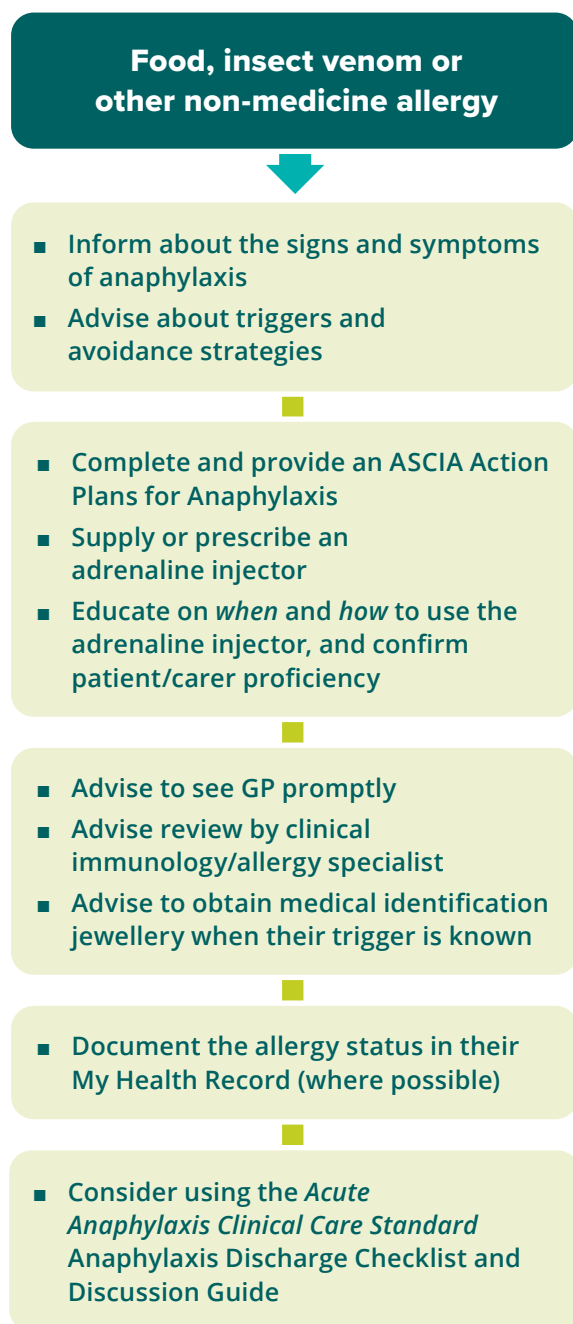 Food, insect venom or
other non-medicine allergy
■ Inform about the signs and symptoms
of anaphylaxis
■ Advise about triggers and
avoidance strategies
■ Complete and provide an ASCIA Action
Plans for Anaphylaxis
■ Supply or prescribe an
adrenaline injector
■ Educate on when and how to use the
adrenaline injector, and confirm
patient/carer proficiency
■ Advise to see GP promptly
■ Advise review by clinical
immunology/allergy specialist
■ Advise to obtain medical identification
jewellery when their trigger is known
■ Document the allergy status in their
My Health Record (where possible)
■ Consider using the Acute
Anaphylaxis Clinical Care Standard
Anaphylaxis Discharge Checklist and
Discussion Guide